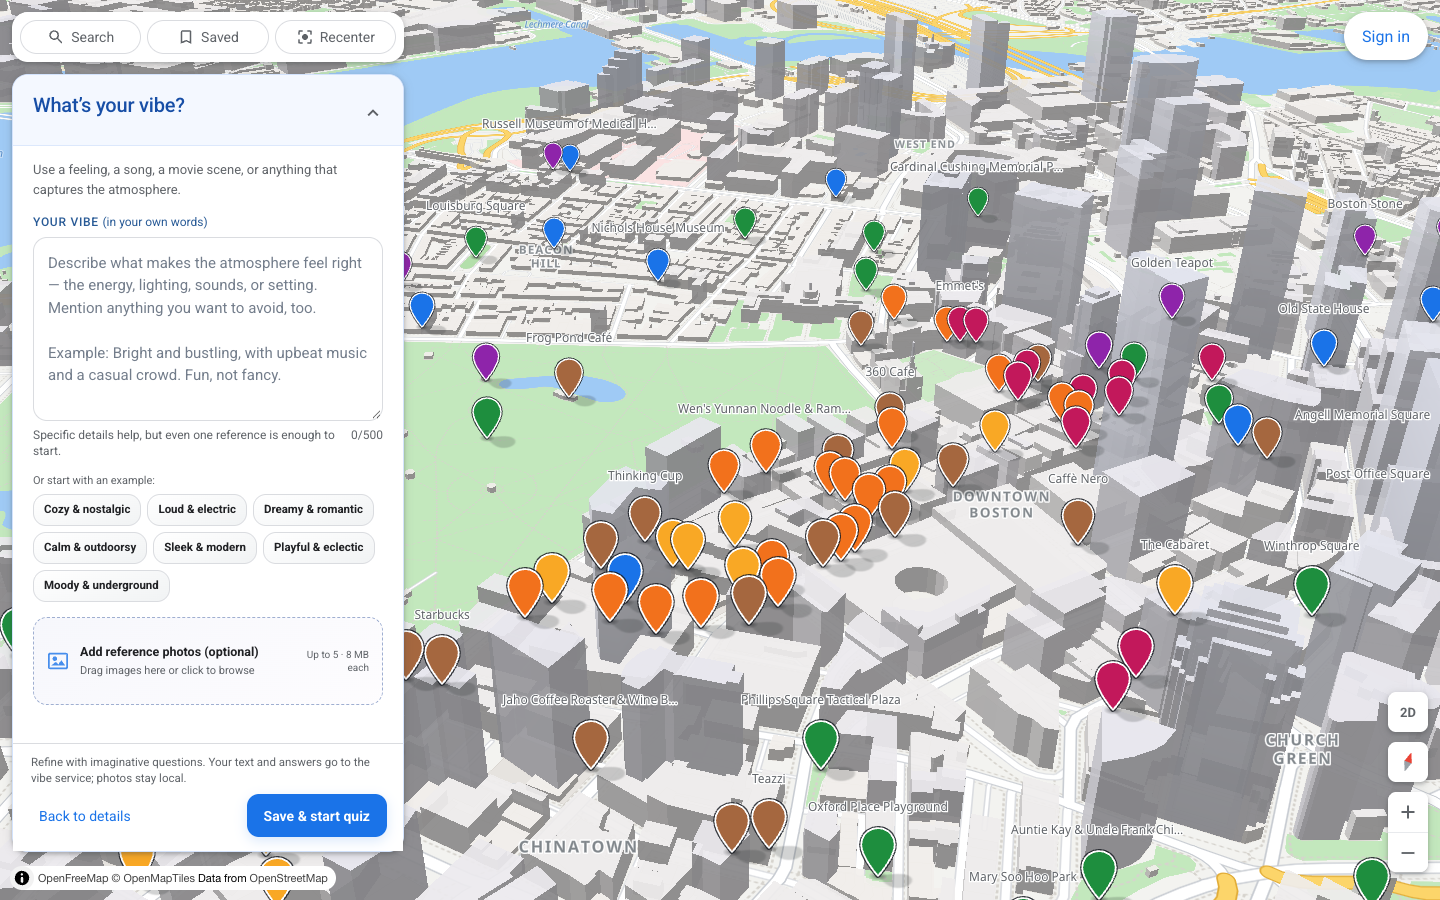 Search
Saved
Recenter
Sign in
What's your vibe?
Use a feeling, a song, a movie scene, or anything that
captures the atmosphere.
YOUR VIBE (in your own words)
Describe what makes the atmosphere feel right
— the energy, lighting, sounds, or setting.
Mention anything you want to avoid, too.
Example: Bright and bustling, with upbeat music
and a casual crowd. Fun, not fancy.
Specific details help, but even one reference is enough to
start.
0/500
Or start with an example:
Cozy & nostalgic
Loud & electric
Dreamy & romantic
Calm & outdoorsy
Sleek & modern
Playful & eclectic
Moody & underground
Add reference photos (optional)
Drag images here or click to browse
Up to 5 · 8 MB
each
Refine with imaginative questions. Your text and answers go to the
vibe service; photos stay local.
Back to details
Save & start quiz
OpenFreeMap © OpenMapTiles Data from OpenStreetMap
Lechmere Canal
Russell Museum of Medical H...
WEST END
Cardinal Cushing Memorial P...
Louisburg Square
Nichols House Museum
Boston Stone
BEACON
HILL
Golden Teapot
Emmet's
Old State House
Frog Pond Café
360 Cafe
Wen's Yunnan Noodle & Ram...
Angell Memorial Square
Thinking Cup
Caffè Nero
Post Office Square
DOWNTOWN
BOSTON
The Cabaret
Winthrop Square
Starbucks
Jaho Coffee Roaster & Wine B...
Phillips Square Tactical Plaza
2D
CHURCH
GREEN
Teazzi
Oxford Place Playground
Auntie Kay & Uncle Frank Chi...
CHINATOWN
Mary Soo Hoo Park